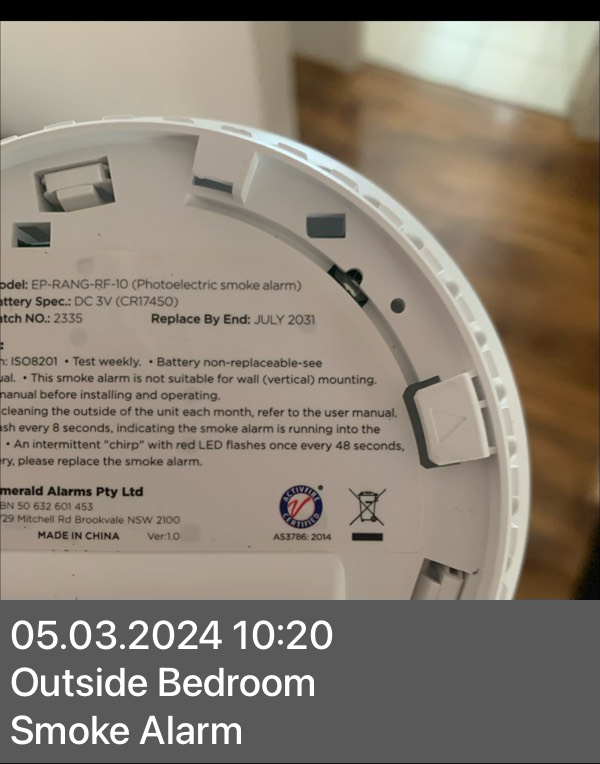 odel: EP-RANG-RF-10 (Photoelectric smoke alarm)
ttery Spec.: DC 3V (CR17450)
tch NO.: 2335 Replace By End: JULY 2031
:
n: ISO8201 • Test weekly. • Battery non-replaceable-see
ual. • This smoke alarm is not suitable for wall (vertical) mounting.
manual before installing and operating.
cleaning the outside of the unit each month, refer to the user manual.
sh every 8 seconds, indicating the smoke alarm is running into the
• An intermittent "chirp" with red LED flashes once every 48 seconds,
ry, please replace the smoke alarm.
merald Alarms Pty Ltd
BN 50 632 601 453
/29 Mitchell Rd Brookvale NSW 2100
MADE IN CHINA Ver:1.0
ACTIVFIRE
CERTIFIED
AS3786: 2014
05.03.2024 10:20
Outside Bedroom
Smoke Alarm